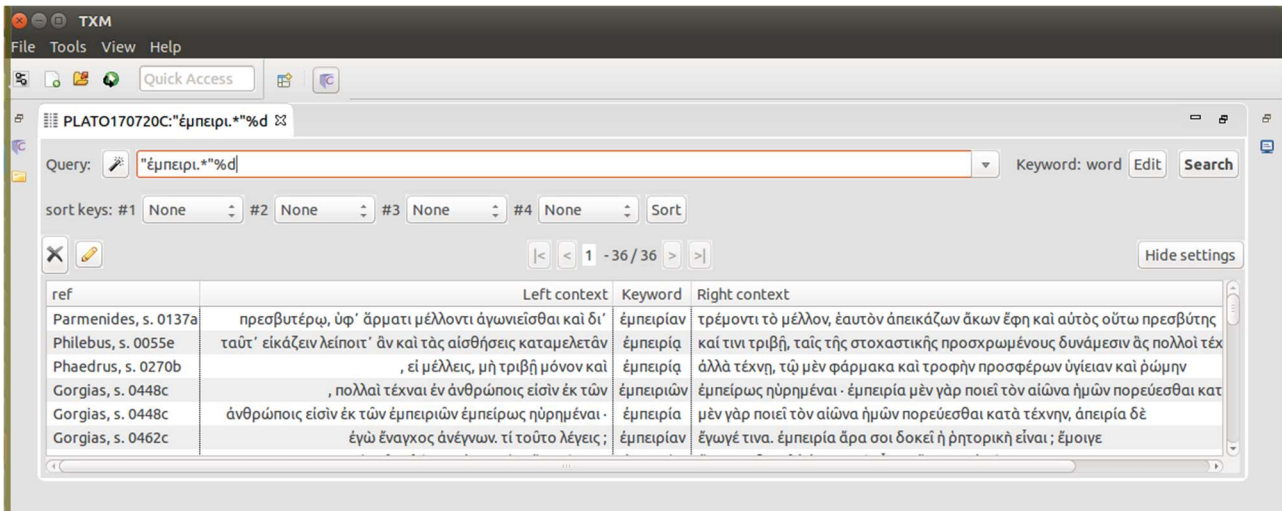 TXM
File Tools View Help
Quick Access
PLATO170720C:"ἐμπειρι.*"%d
Query: "ἐμπειρι.*"%d Keyword: word Edit Search
sort keys: #1 None #2 None #3 None #4 None Sort
|< < 1 - 36 / 36 > >| Hide settings
ref Left context Keyword Right context
Parmenides, s. 0137a πρεσβυτέρῳ, ὑφ᾽ ἅρματι μέλλοντι ἀγωνιεῖσθαι καὶ δι᾽ ἐμπειρίαν τρέμοντι τὸ μέλλον, ἑαυτὸν ἀπεικάζων ἄκων ἔφη καὶ αὐτὸς οὕτω πρεσβύτης
Philebus, s. 0055e ταῦτ᾽ εἰκάζειν λείποιτ᾽ ἂν καὶ τὰς αἰσθήσεις καταμελετᾶν ἐμπειρίᾳ καί τινι τριβῇ, ταῖς τῆς στοχαστικῆς προσχρωμένους δυνάμεσιν ἃς πολλοὶ τέχ
Phaedrus, s. 0270b , εἰ μέλλεις, μὴ τριβῇ μόνον καὶ ἐμπειρίᾳ ἀλλὰ τέχνῃ, τῷ μὲν φάρμακα καὶ τροφὴν προσφέρων ὑγίειαν καὶ ῥώμην
Gorgias, s. 0448c , πολλαὶ τέχναι ἐν ἀνθρώποις εἰσὶν ἐκ τῶν ἐμπειριῶν ἐμπείρως ηὑρημέναι · ἐμπειρία μὲν γὰρ ποιεῖ τὸν αἰῶνα ἡμῶν πορεύεσθαι κατ
Gorgias, s. 0448c ἀνθρώποις εἰσὶν ἐκ τῶν ἐμπειριῶν ἐμπείρως ηὑρημέναι · ἐμπειρία μὲν γὰρ ποιεῖ τὸν αἰῶνα ἡμῶν πορεύεσθαι κατὰ τέχνην, ἀπειρία δὲ
Gorgias, s. 0462c ἐγὼ ἔναγχος ἀνέγνων. τί τοῦτο λέγεις ; ἐμπειρίαν ἔγωγέ τινα. ἐμπειρία ἄρα σοι δοκεῖ ἡ ῥητορικὴ εἶναι ; ἔμοιγε